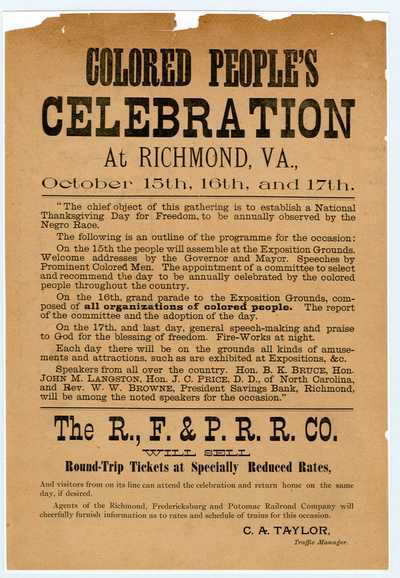 COLORED PEOPLE'S
CELEBRATION
At RICHMOND, VA.,
October 15th, 16th, and 17th.
"The chief object of this gathering is to establish a National
Thanksgiving Day for Freedom, to be annually observed by the
Negro Race.
The following is an outline of the programme for the occasion:
On the 15th the people will assemble at the Exposition Grounds.
Welcome addresses by the Governor and Mayor. Speeches by
Prominent Colored Men. The appointment of a committee to select
and recommend the day to be annually celebrated by the colored
people throughout the country.
On the 16th, grand parade to the Exposition Grounds, com-
posed of all organizations of colored people. The report
of the committee and the adoption of the day.
On the 17th, and last day, general speech-making and praise
to God for the blessing of freedom. Fire-Works at night.
Each day there will be on the grounds all kinds of amuse-
ments and attractions, such as are exhibited at Expositions, &c.
Speakers from all over the country. Hon. B. K. BRUCE, Hon.
JOHN M. LANGSTON, Hon. J. C. PRICE, D. D., of North Carolina,
and Rev. W. W. BROWNE, President Savings Bank, Richmond,
will be among the noted speakers for the occasion."
The R., F. & P. R. R. CO.
WILL SELL
Round-Trip Tickets at Specially Reduced Rates,
And visitors from on its line can attend the celebration and return home on the same
day, if desired.
Agents of the Richmond, Fredericksburg and Potomac Railroad Company will
cheerfully furnish information as to rates and schedule of trains for this occasion.
C. A. TAYLOR,
Traffic Manager.